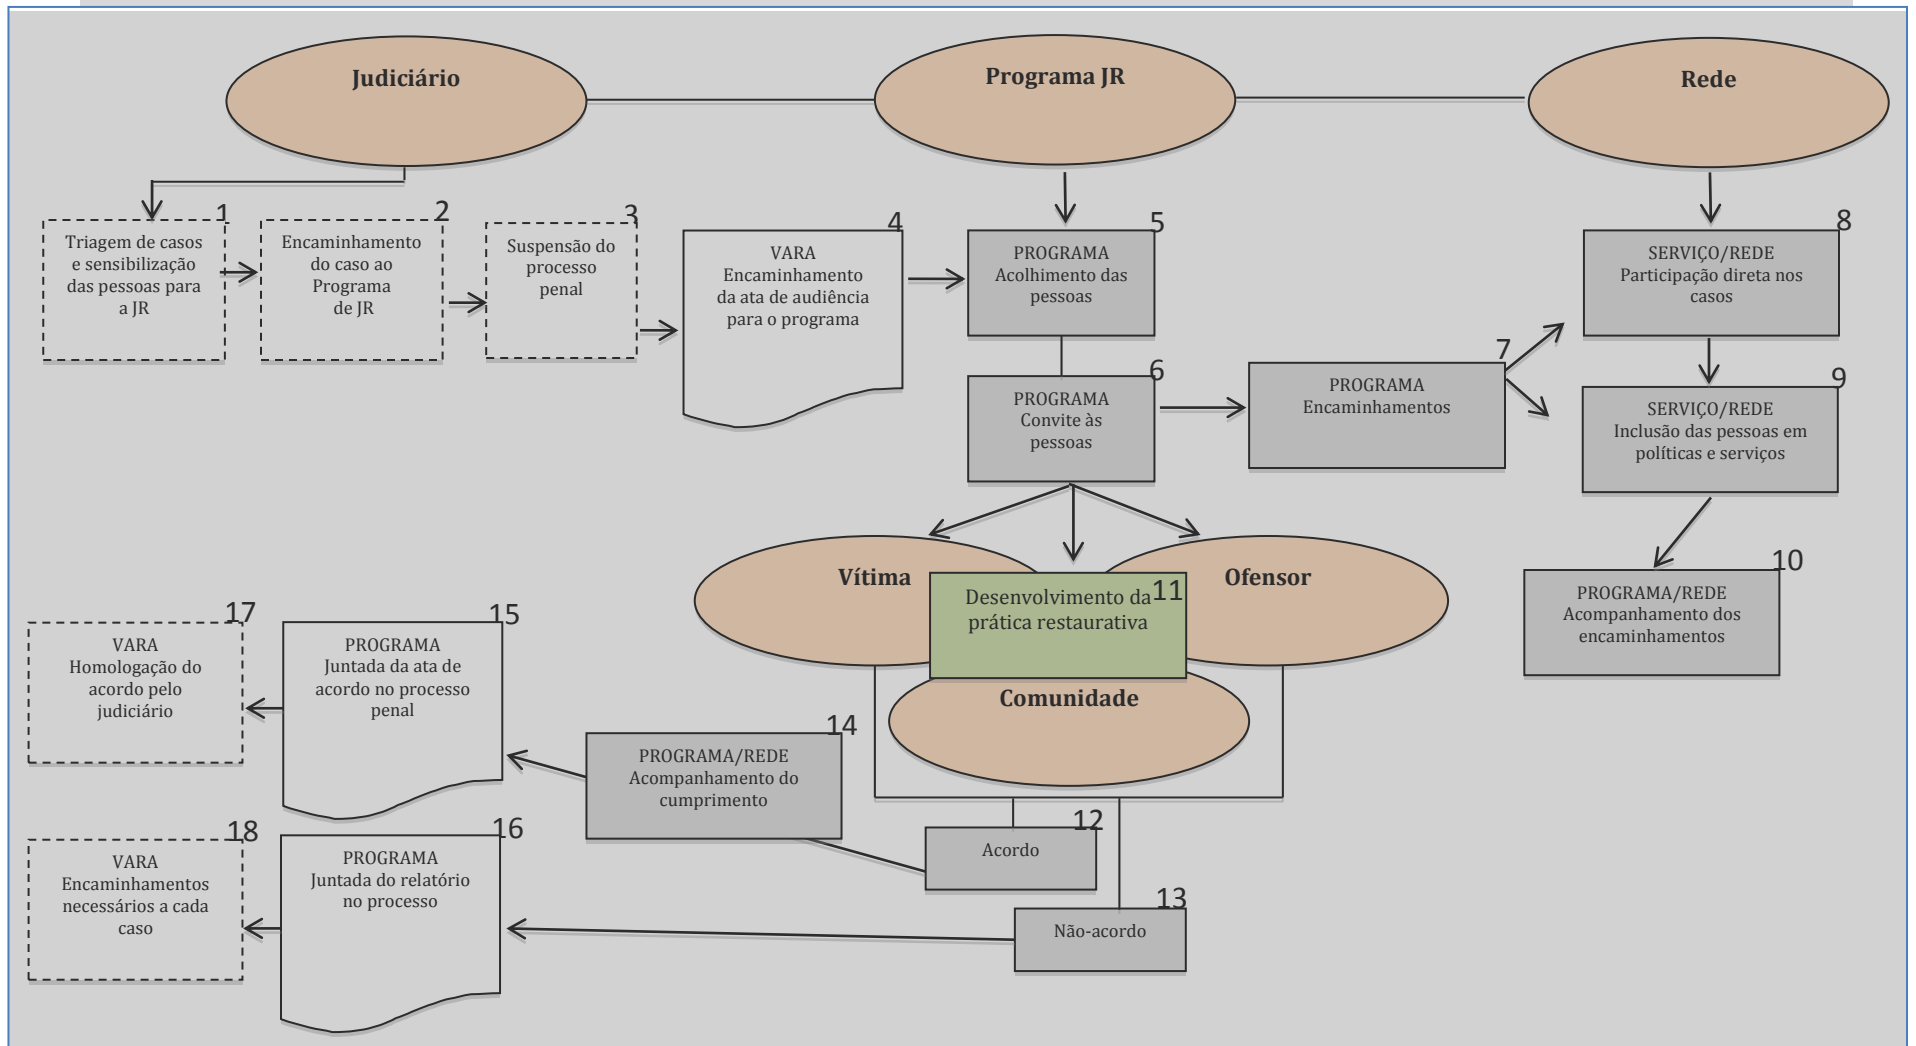 Judiciário
Programa JR
Rede
1
Triagem de casos
e sensibilização
das pessoas para
a JR
2
Encaminhamento
do caso ao
Programa
de JR
3
Suspensão do
processo
penal
4
VARA
Encaminhamento
da ata de audiência
para o programa
5
PROGRAMA
Acolhimento das
pessoas
6
PROGRAMA
Convite às
pessoas
7
PROGRAMA
Encaminhamentos
8
SERVIÇO/REDE
Participação direta nos
casos
9
SERVIÇO/REDE
Inclusão das pessoas em
políticas e serviços
10
PROGRAMA/REDE
Acompanhamento dos
encaminhamentos
Vítima
Ofensor
11
Desenvolvimento da
prática restaurativa
Comunidade
12
Acordo
13
Não-acordo
14
PROGRAMA/REDE
Acompanhamento do
cumprimento
15
PROGRAMA
Juntada da ata de
acordo no processo
penal
16
PROGRAMA
Juntada do relatório
no processo
17
VARA
Homologação do
acordo pelo
judiciário
18
VARA
Encaminhamentos
necessários a cada
caso